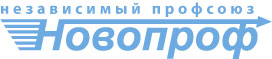 независимый профсоюз
Новопроф